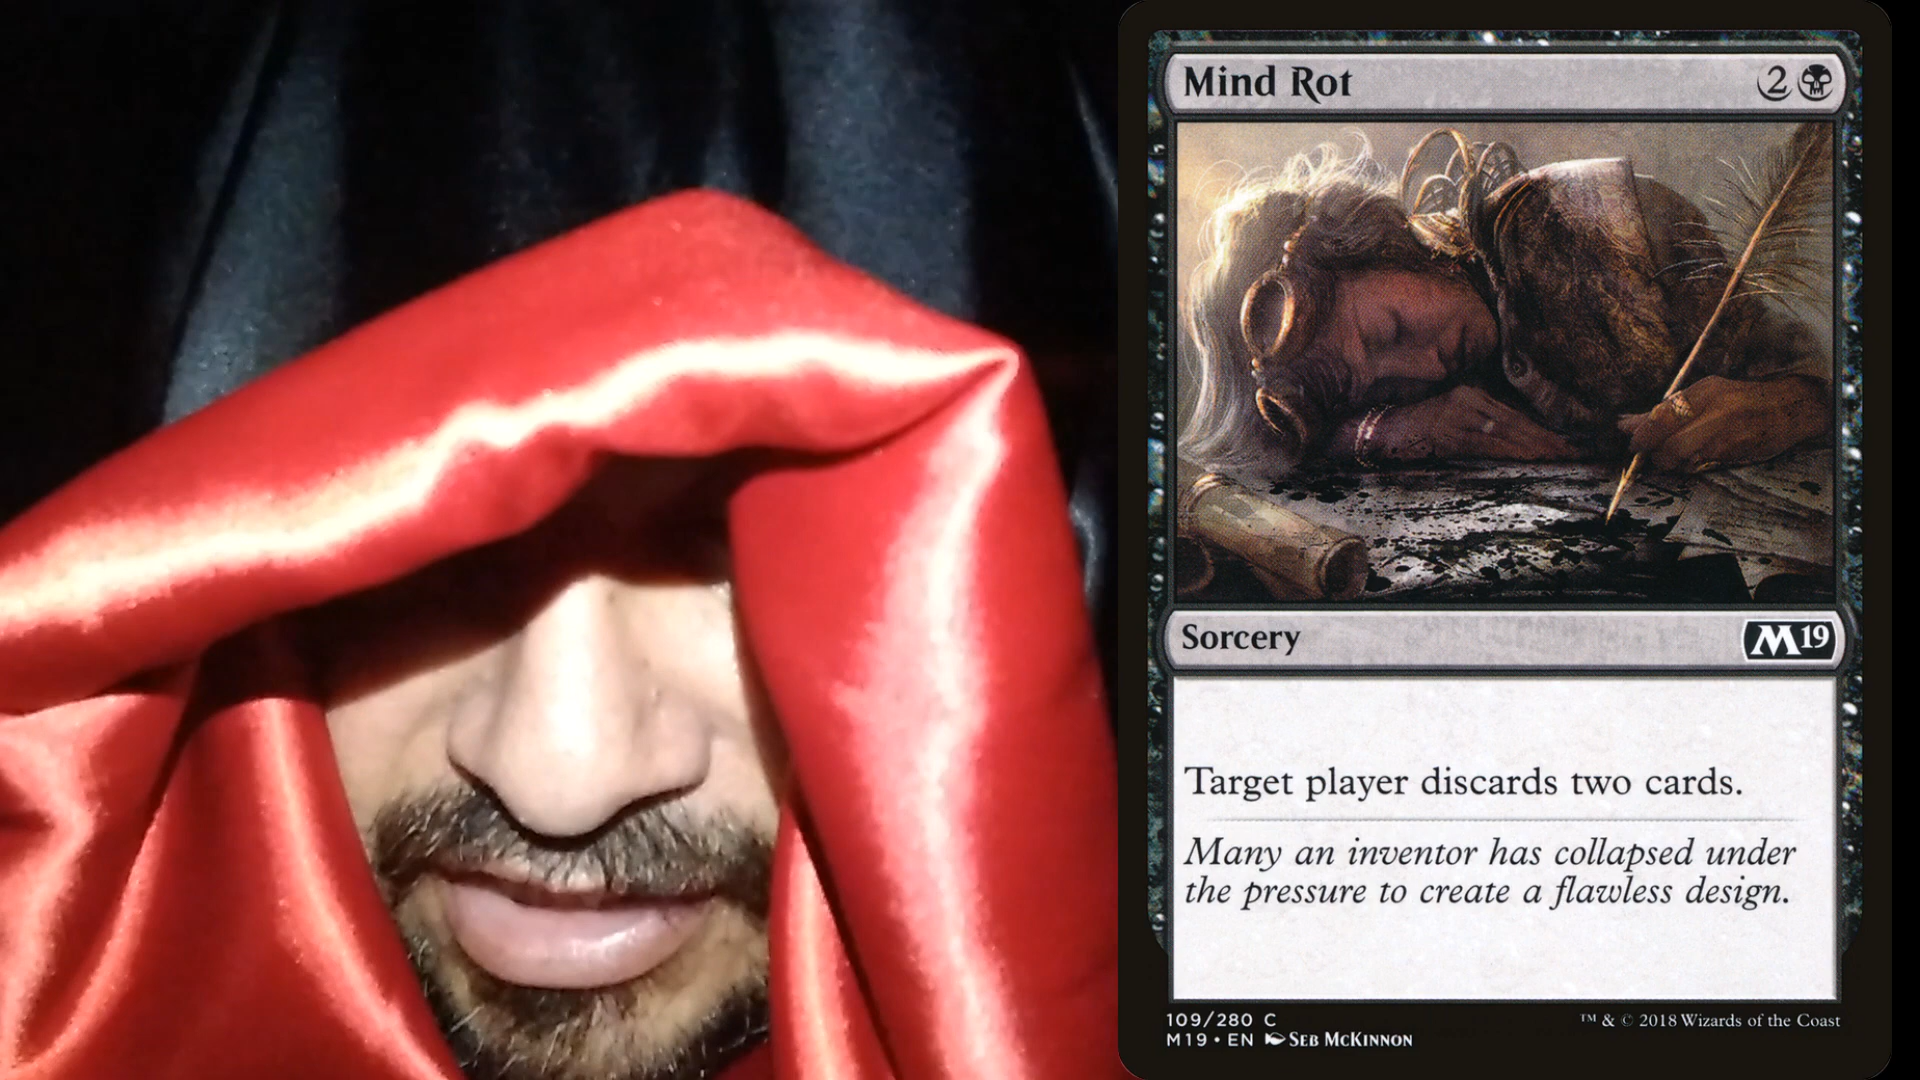 Mind Rot 2
Sorcery M19
Target player discards two cards.
Many an inventor has collapsed under
the pressure to create a flawless design.
109/280 C
M19 • EN Seb McKinnon
™ & © 2018 Wizards of the Coast